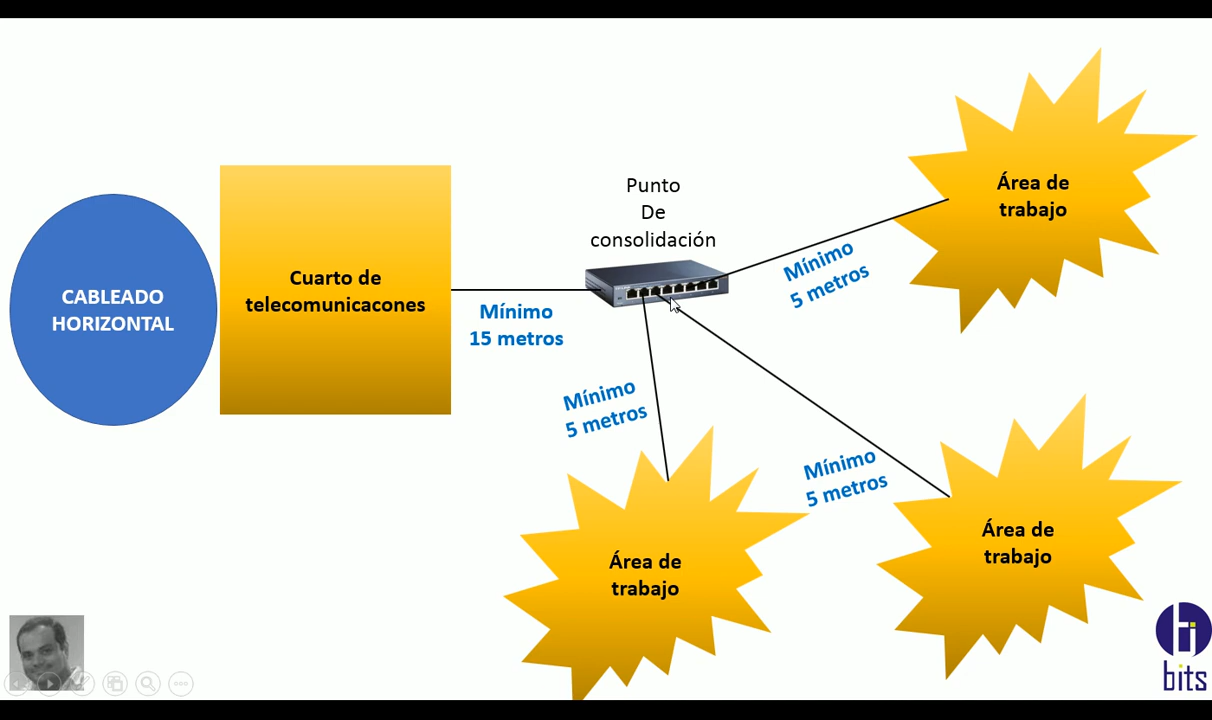 CABLEADO
HORIZONTAL
Cuarto de
telecomunicacones
Mínimo
15 metros
Punto
De
consolidación
Mínimo
5 metros
Área de
trabajo
Mínimo
5 metros
Área de
trabajo
Mínimo
5 metros
Área de
trabajo
bits